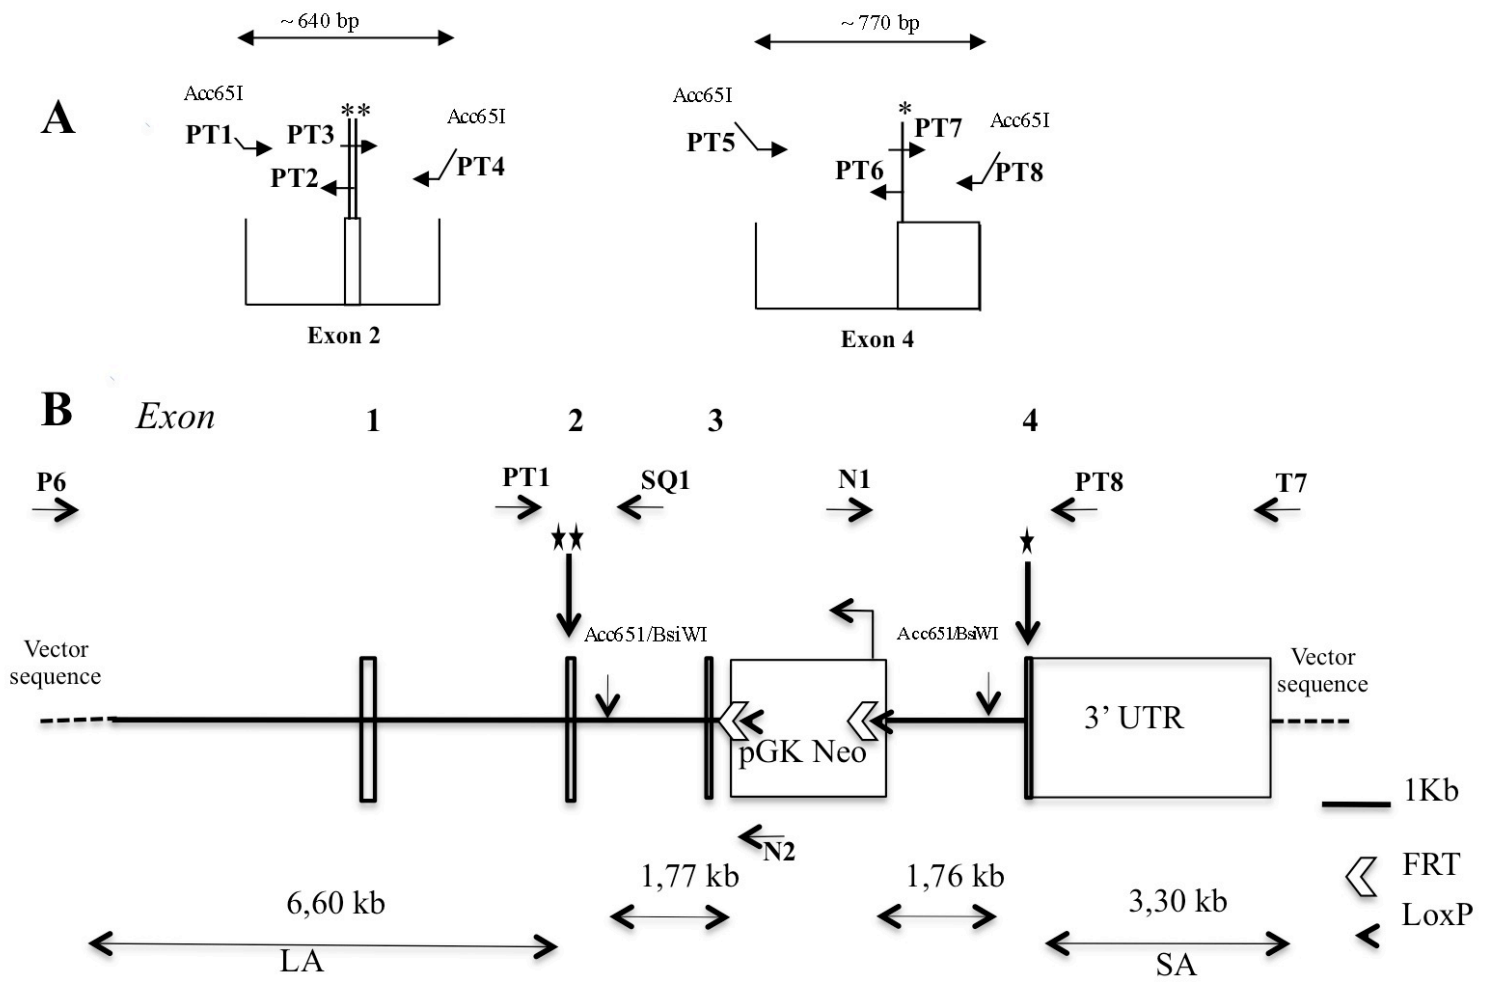 ~ 640 bp
~ 770 bp
A
Acc65I
**
Acc65I
PT1
PT3
PT2
PT4
Exon 2
Acc65I
*
Acc65I
PT5
PT7
PT6
PT8
Exon 4
B
Exon 1 2 3 4
P6
PT1
SQ1
N1
PT8
T7
Acc651/BsiWI
Acc651/BsiWI
Vector
sequence
Vector
sequence
3’ UTR
pGK Neo
1Kb
N2
FRT
LoxP
6,60 kb
1,77 kb
1,76 kb
3,30 kb
LA
SA